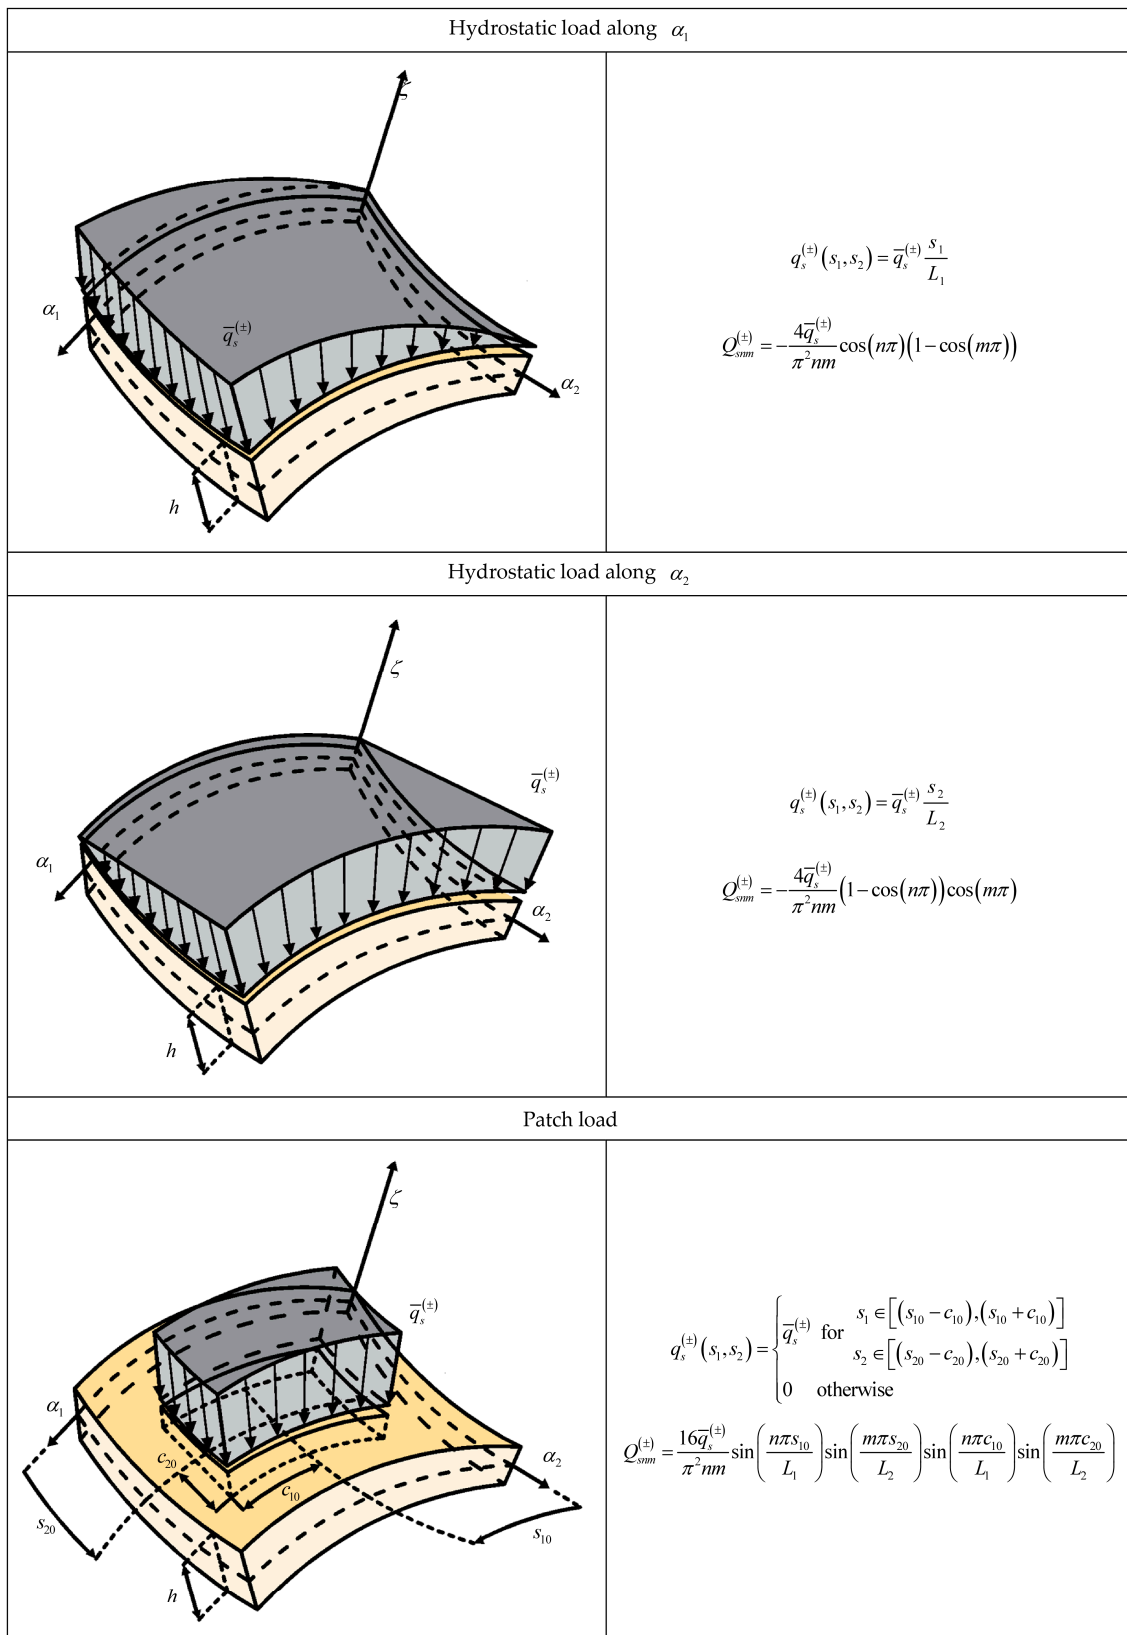 Hydrostatic load along α₁
ζ
α₁
q̄ₛ^(±)
α₂
h
qₛ^(±)(s₁,s₂) = q̄ₛ^(±) s₁/L₁
Qₛₙₘ^(±) = −(4q̄ₛ^(±)/(π²nm)) cos(nπ)(1−cos(mπ))
Hydrostatic load along α₂
ζ
q̄ₛ^(±)
α₁
α₂
h
qₛ^(±)(s₁,s₂) = q̄ₛ^(±) s₂/L₂
Qₛₙₘ^(±) = −(4q̄ₛ^(±)/(π²nm)) (1−cos(nπ))cos(mπ)
Patch load
ζ
q̄ₛ^(±)
α₁
α₂
c₂₀
c₁₀
s₂₀
s₁₀
h
qₛ^(±)(s₁,s₂) = { q̄ₛ^(±) for s₁∈[(s₁₀−c₁₀),(s₁₀+c₁₀)]
s₂∈[(s₂₀−c₂₀),(s₂₀+c₂₀)]
0 otherwise
Qₛₙₘ^(±) = (16q̄ₛ^(±)/(π²nm)) sin(nπs₁₀/L₁) sin(mπs₂₀/L₂) sin(nπc₁₀/L₁) sin(mπc₂₀/L₂)